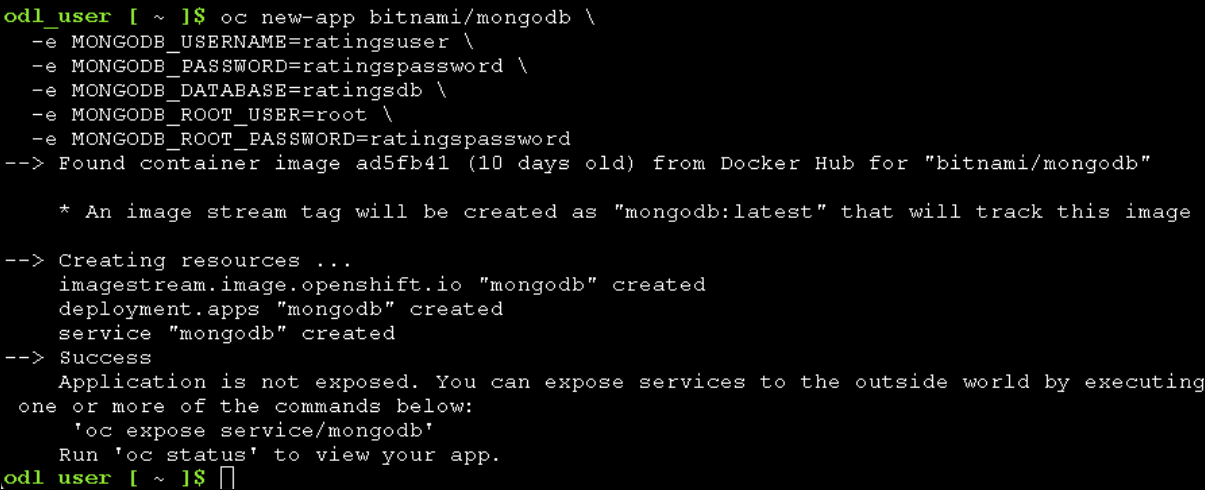 odl_user [ ~ ]$ oc new-app bitnami/mongodb \
  -e MONGODB_USERNAME=ratingsuser \
  -e MONGODB_PASSWORD=ratingspassword \
  -e MONGODB_DATABASE=ratingsdb \
  -e MONGODB_ROOT_USER=root \
  -e MONGODB_ROOT_PASSWORD=ratingspassword
--> Found container image ad5fb41 (10 days old) from Docker Hub for "bitnami/mongodb"
    * An image stream tag will be created as "mongodb:latest" that will track this image
--> Creating resources ...
    imagestream.image.openshift.io "mongodb" created
    deployment.apps "mongodb" created
    service "mongodb" created
--> Success
    Application is not exposed. You can expose services to the outside world by executing
 one or more of the commands below:
     'oc expose service/mongodb'
    Run 'oc status' to view your app.
odl_user [ ~ ]$